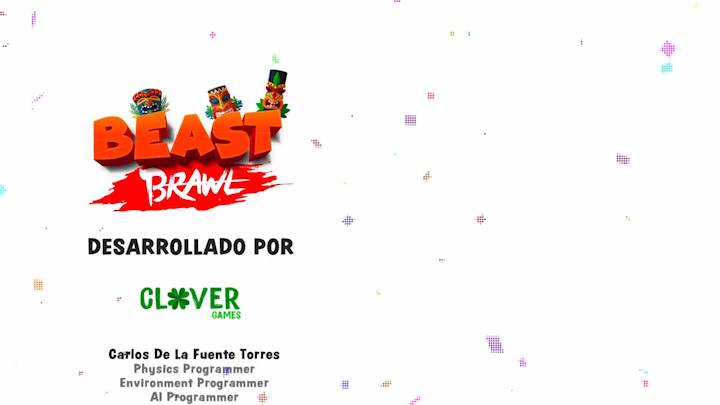 BEAST
BRAWL
DESARROLLADO POR
CLOVER
GAMES
Carlos De La Fuente Torres
Physics Programmer
Environment Programmer
AI Programmer